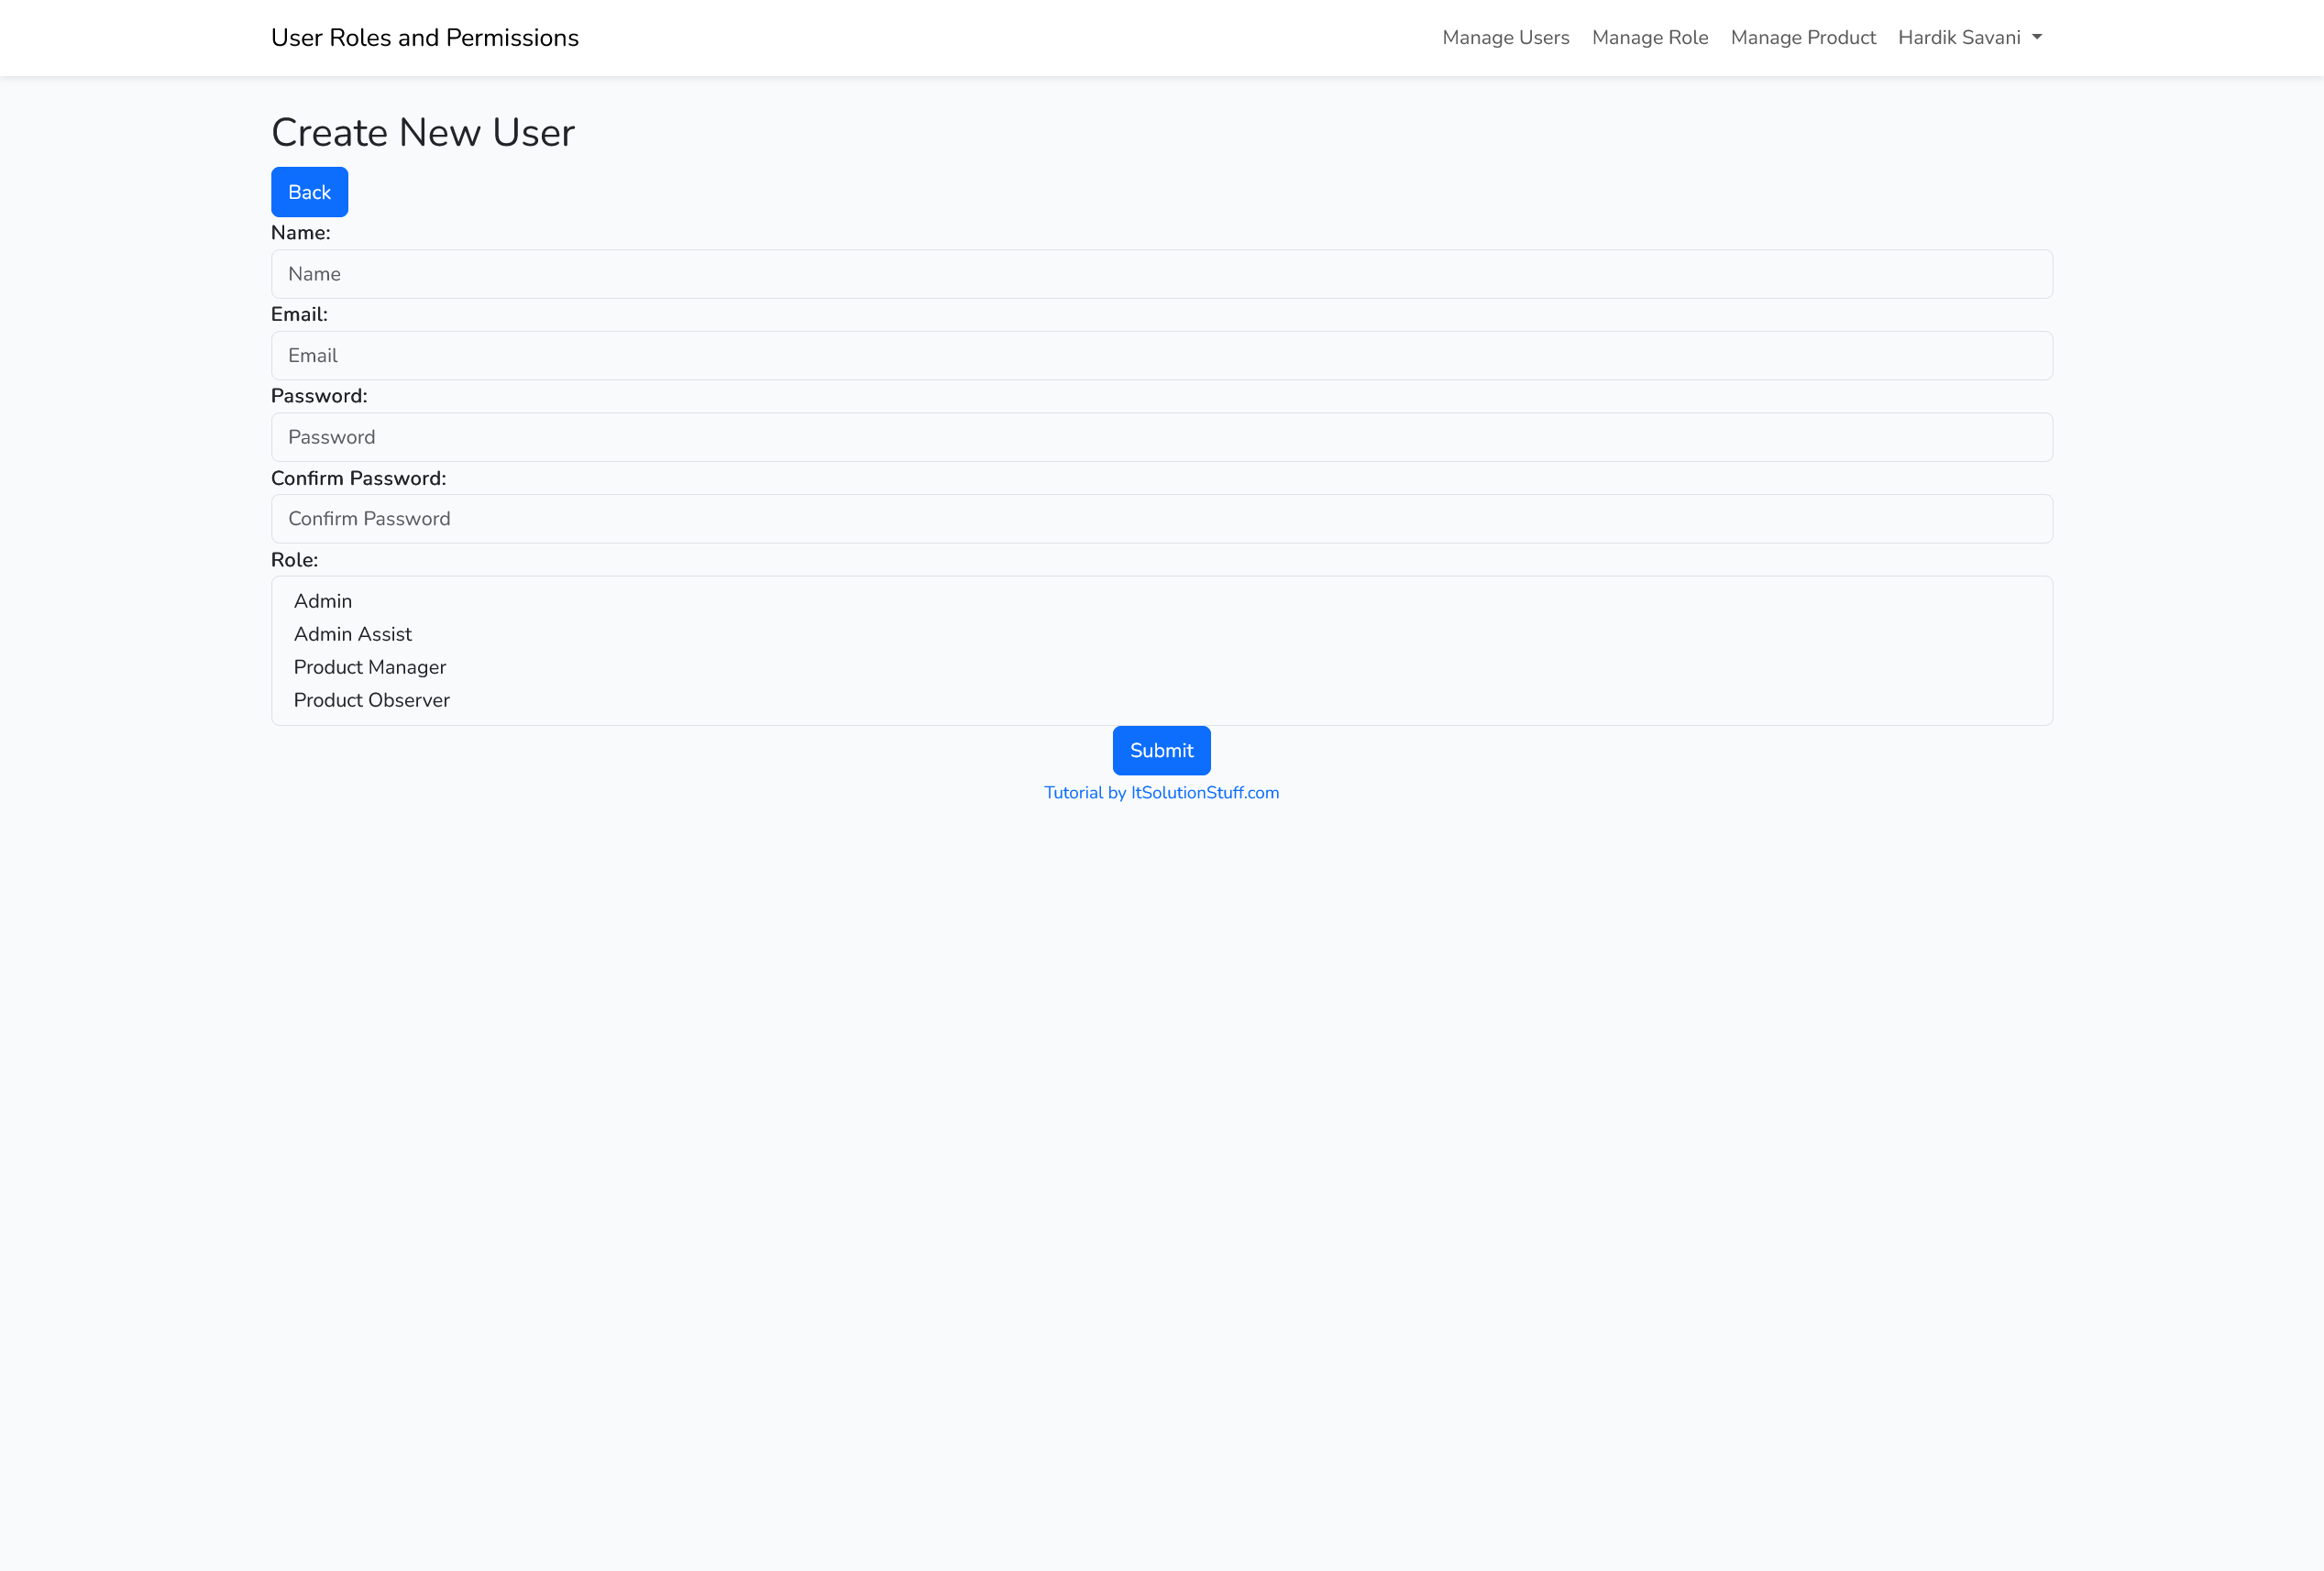 User Roles and Permissions
Manage Users Manage Role Manage Product Hardik Savani
Create New User
Back
Name:
Name
Email:
Email
Password:
Password
Confirm Password:
Confirm Password
Role:
Admin
Admin Assist
Product Manager
Product Observer
Submit
Tutorial by ItSolutionStuff.com